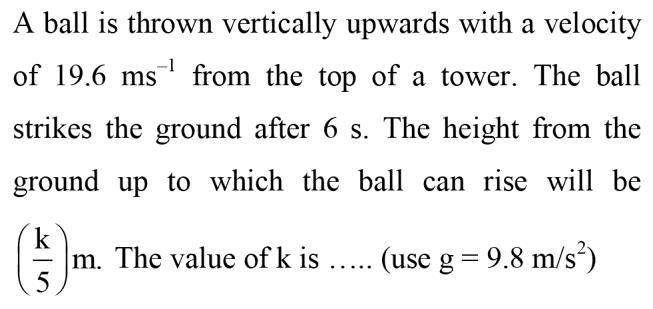 A ball is thrown vertically upwards with a velocity
of 19.6 ms⁻¹ from the top of a tower. The ball
strikes the ground after 6 s. The height from the
ground up to which the ball can rise will be
(k/5) m. The value of k is ..... (use g = 9.8 m/s²)